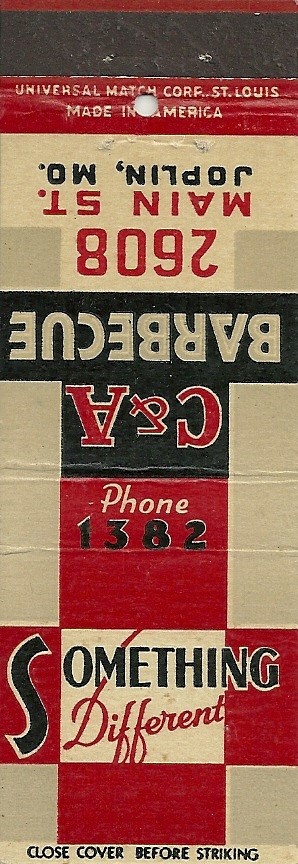 UNIVERSAL MATCH CORP., ST. LOUIS
MADE IN AMERICA
C&A
BARBECUE
2608
MAIN ST.
JOPLIN, MO.
Phone
1382
SOMETHING
Different
CLOSE COVER BEFORE STRIKING